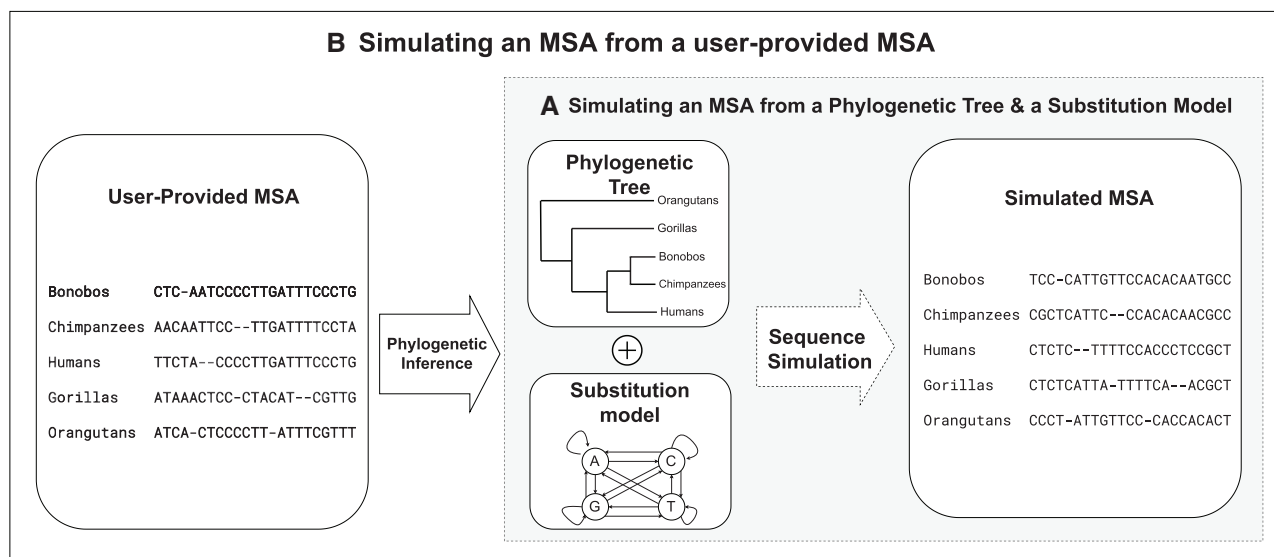 B Simulating an MSA from a user-provided MSA
A Simulating an MSA from a Phylogenetic Tree & a Substitution Model
User-Provided MSA
Bonobos CTC-AATCCCCTTGATTTCCCTG
Chimpanzees AACAATTCC--TTGATTTTCCTA
Humans TTCTA--CCCCTTGATTTCCCTG
Gorillas ATAAACTCC-CTACAT--CGTTG
Orangutans ATCA-CTCCCCTT-ATTTCGTTT
Phylogenetic
Inference
Phylogenetic
Tree
Orangutans
Gorillas
Bonobos
Chimpanzees
Humans
+
Substitution
model
A
C
G
T
Sequence
Simulation
Simulated MSA
Bonobos TCC-CATTGTTCCACACAATGCC
Chimpanzees CGCTCATTC--CCACACAACGCC
Humans CTCTC--TTTTCCACCCTCCGCT
Gorillas CTCTCATTA-TTTTCA--ACGCT
Orangutans CCCT-ATTGTTCC-CACCACACT